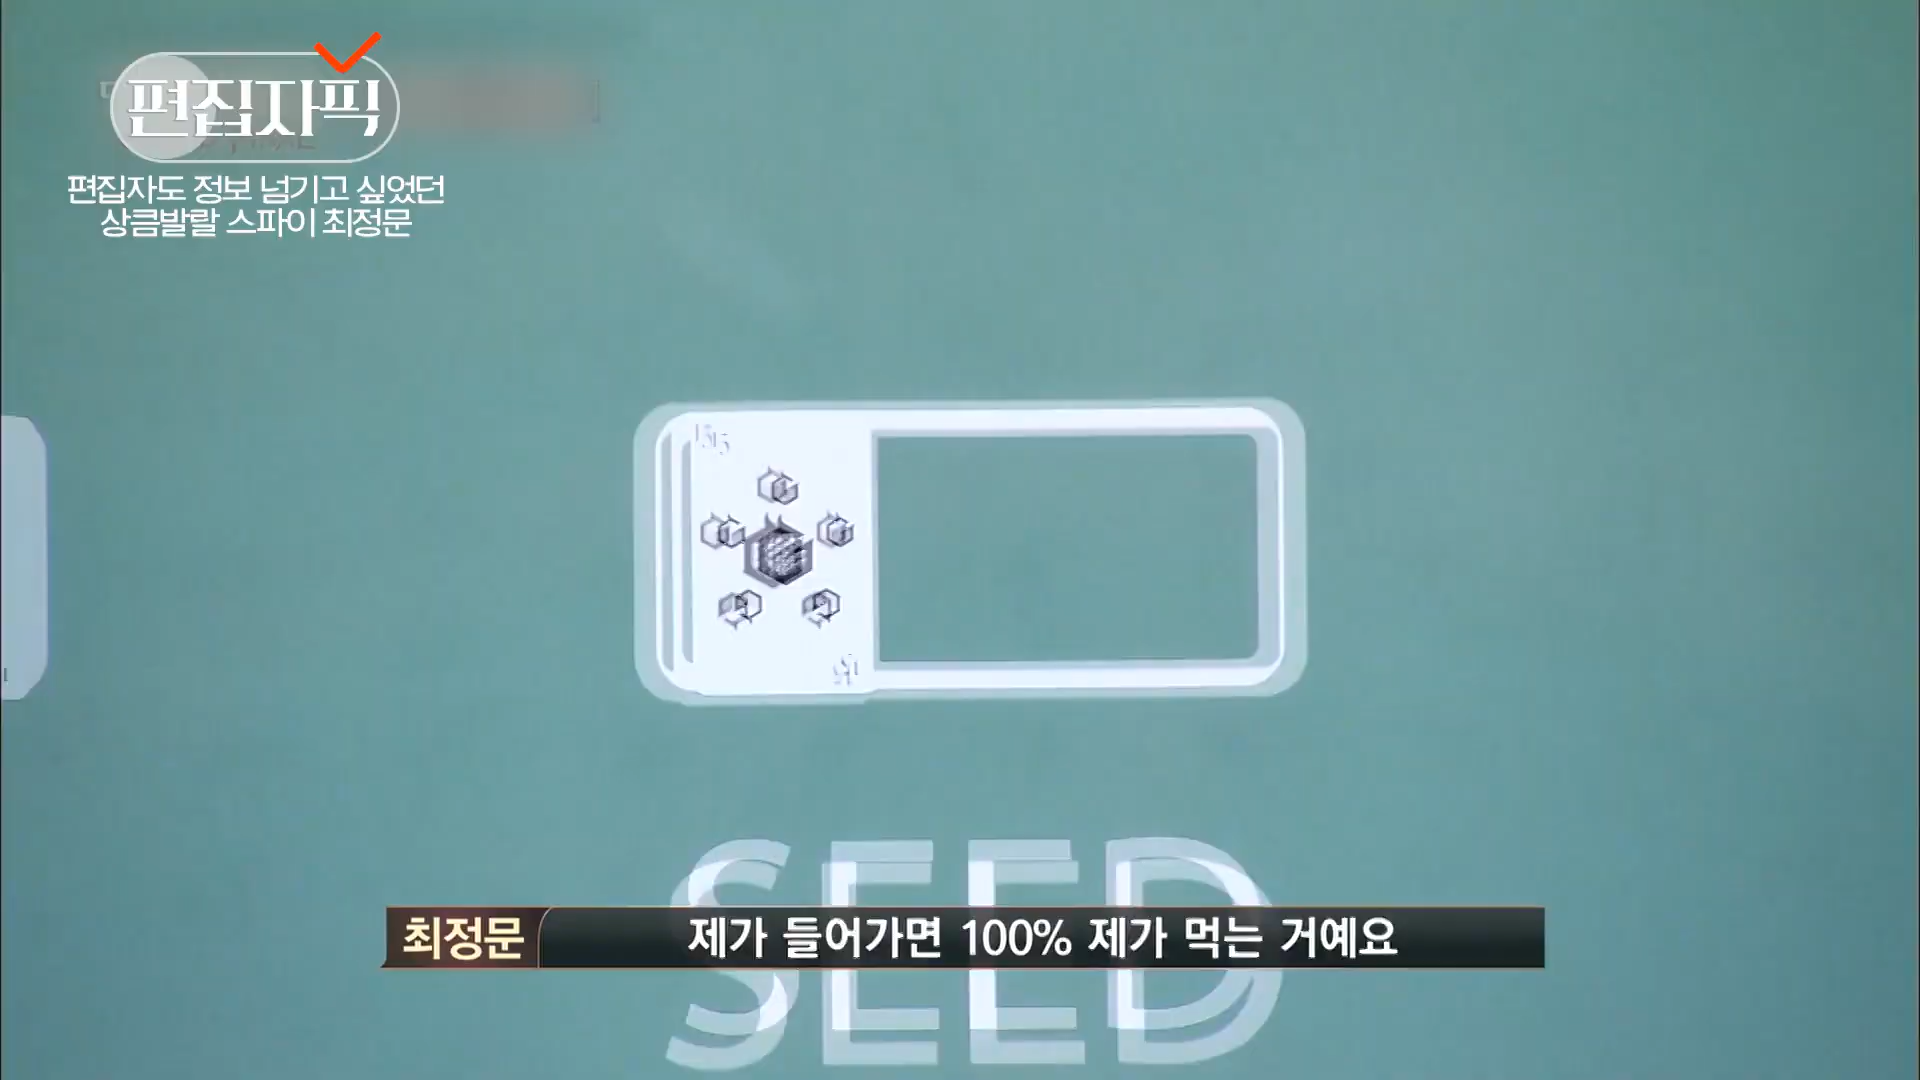 편집자픽
편집자도 정보 넘기고 싶었던
상큼발랄 스파이 최정문
SEED
최정문 제가 들어가면 100% 제가 먹는 거예요